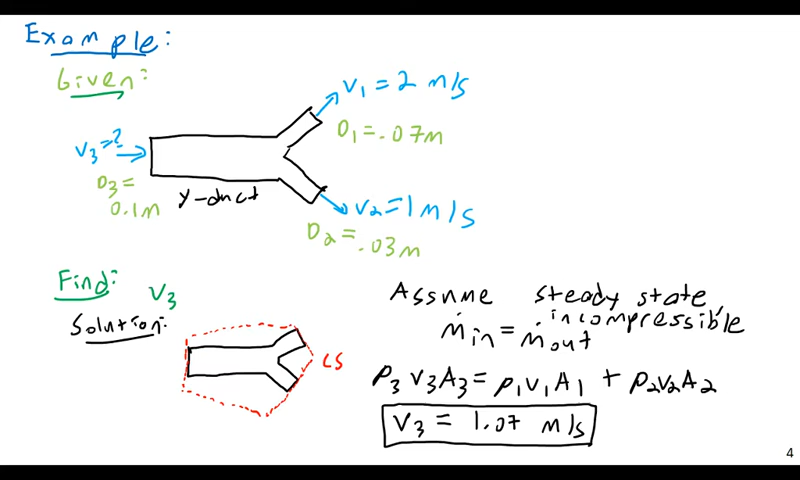 Example:
Given:
V₁ = 2 m/s
D₁ = .07m
V₃ = ?
D₃ =
0.1m
Y-duct
V₂ = 1 m/s
D₂ = .03m
Find:
V₃
Solution:
CS
Assume steady state,
incompressible
ṁin = ṁout
ρ₃ V₃ A₃ = ρ₁ V₁ A₁ + ρ₂ V₂ A₂
V₃ = 1.07 m/s
4